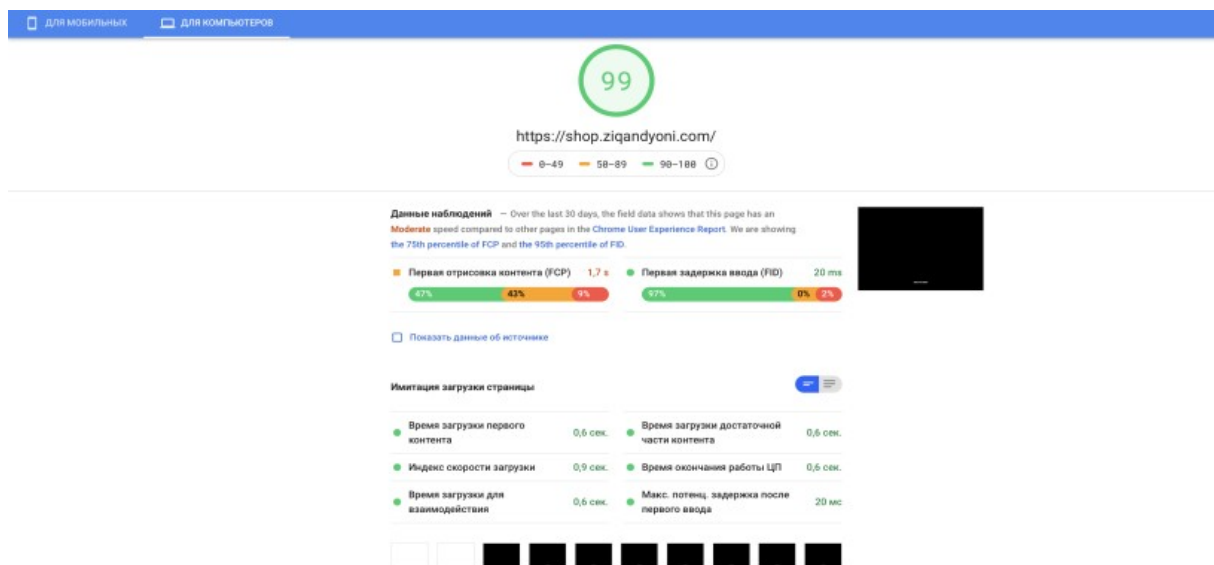 ДЛЯ МОБИЛЬНЫХ
ДЛЯ КОМПЬЮТЕРОВ
99
https://shop.ziqandyoni.com/
0–49 50–89 90–100
Данные наблюдений — Over the last 30 days, the field data shows that this page has an
Moderate speed compared to other pages in the Chrome User Experience Report. We are showing
the 75th percentile of FCP and the 95th percentile of FID.
Первая отрисовка контента (FCP) 1,7 s
47% 43% 9%
Первая задержка ввода (FID) 20 ms
97% 0% 2%
Показать данные об источнике
Имитация загрузки страницы
Время загрузки первого
контента 0,6 сек.
Время загрузки достаточной
части контента 0,6 сек.
Индекс скорости загрузки 0,9 сек.
Время окончания работы ЦП 0,6 сек.
Время загрузки для
взаимодействия 0,6 сек.
Макс. потенц. задержка после
первого ввода 20 мс